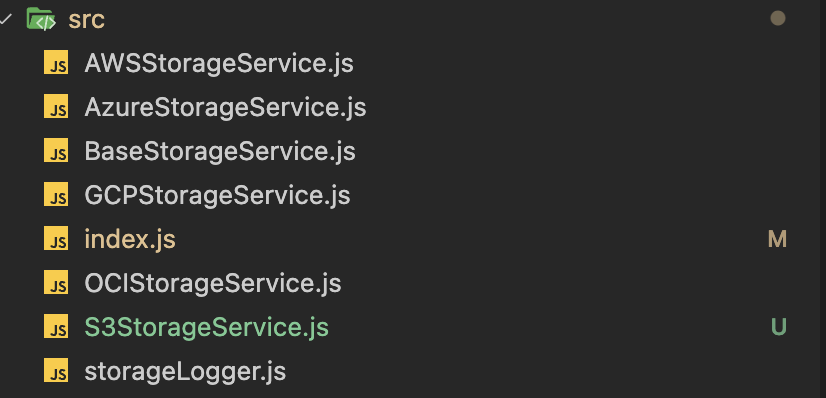 src
JS AWSStorageService.js
JS AzureStorageService.js
JS BaseStorageService.js
JS GCPStorageService.js
JS index.js M
JS OCIStorageService.js
JS S3StorageService.js U
JS storageLogger.js